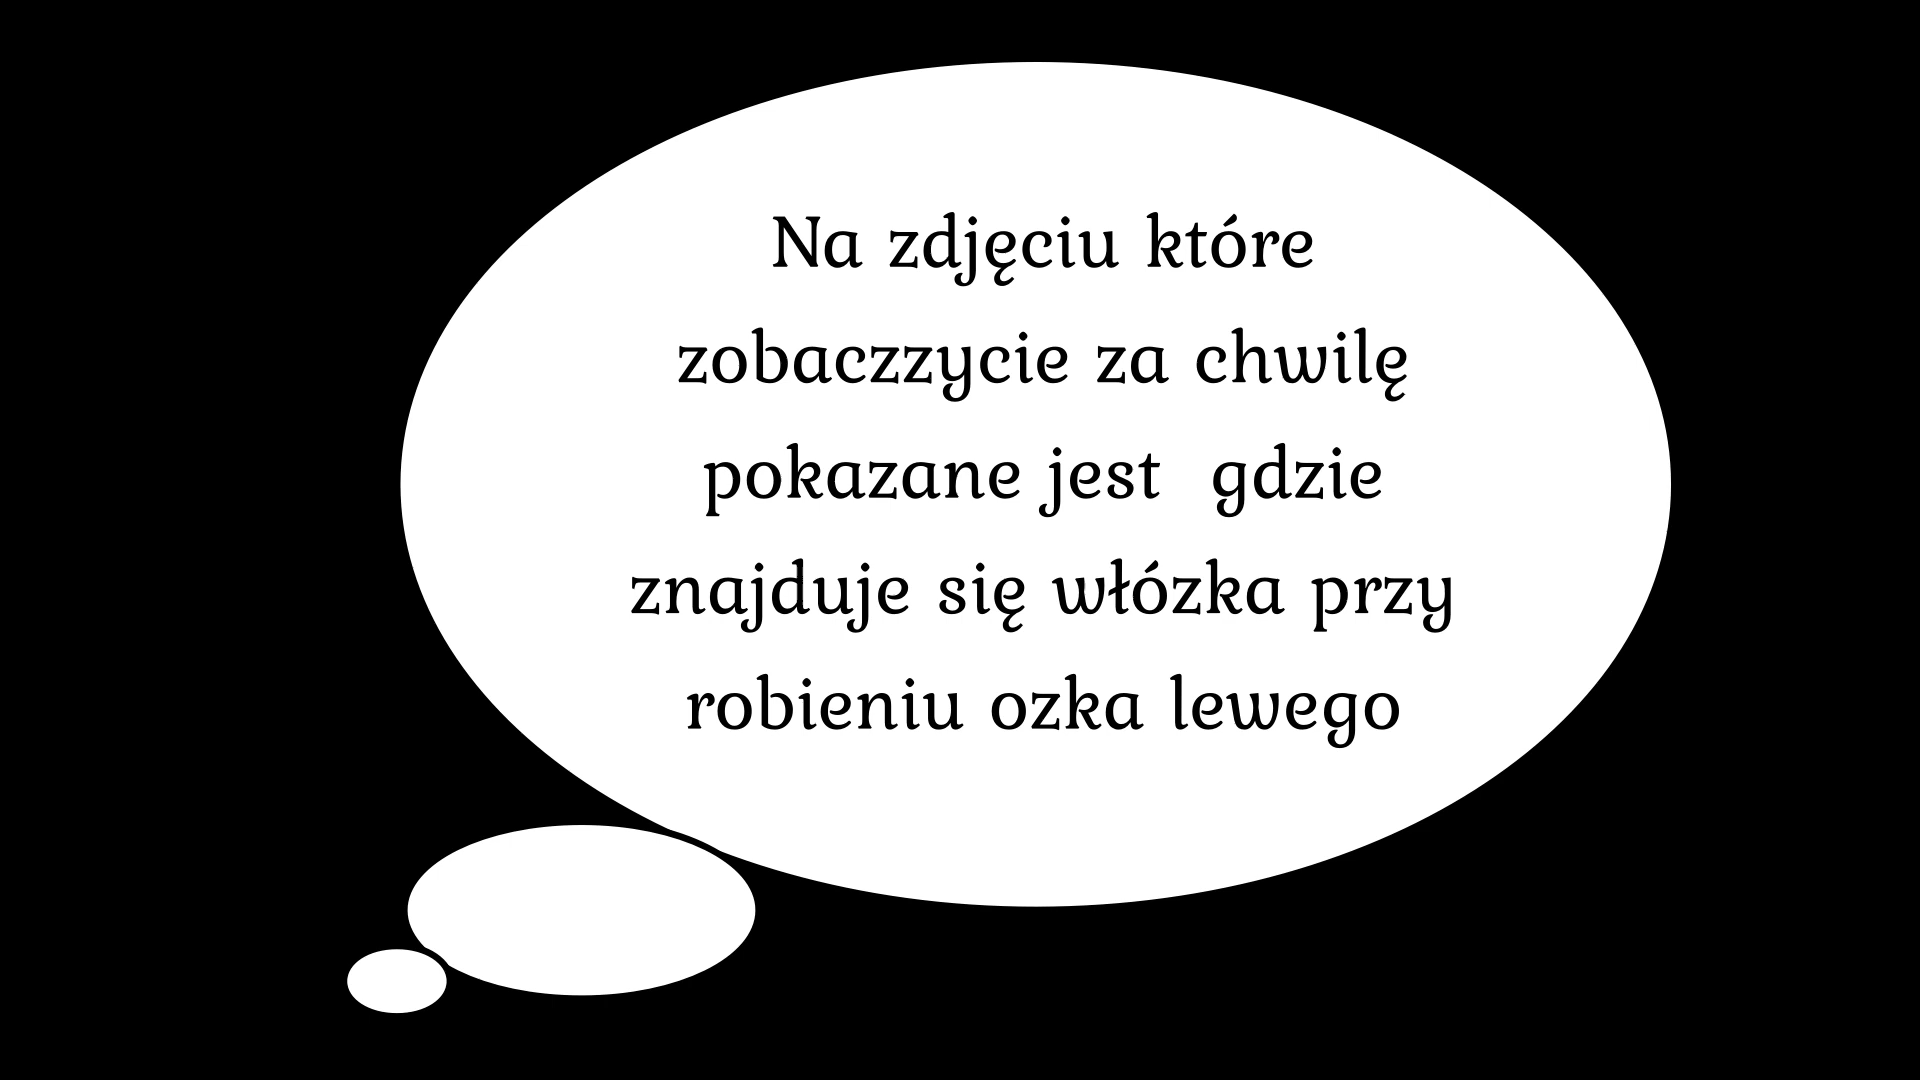 Na zdjęciu które
zobaczzycie za chwilę
pokazane jest  gdzie
znajduje się włózka przy
robieniu ozka lewego